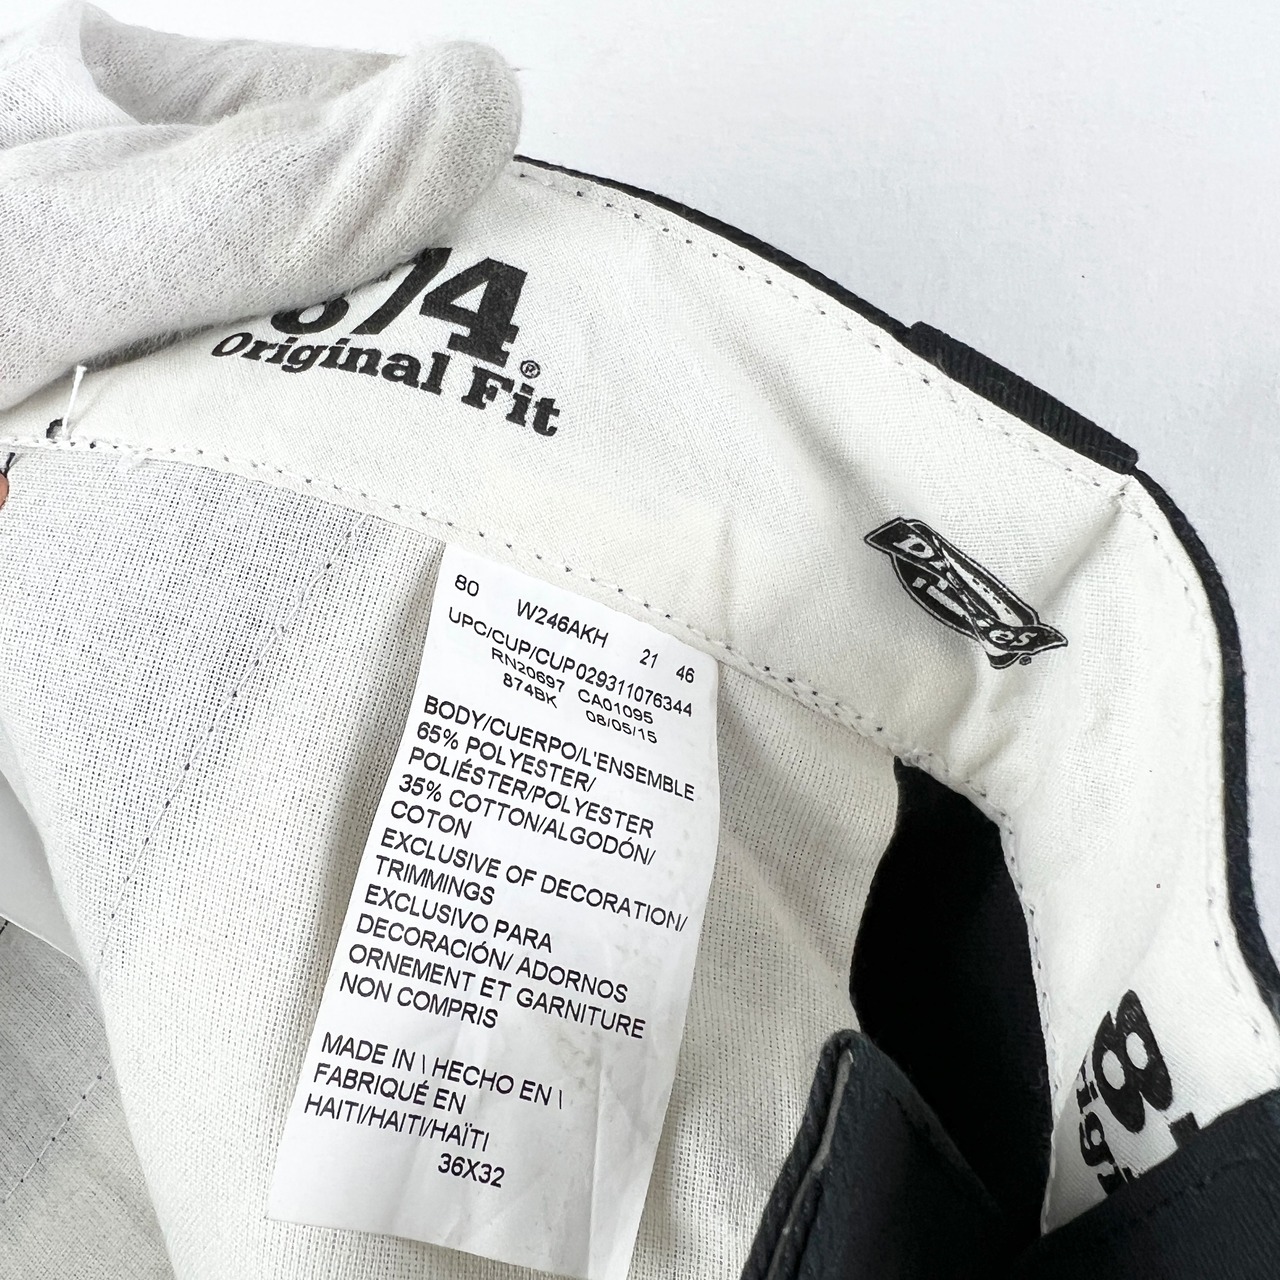 874®
Original Fit
Dickies®
80 W246AKH 21 46
UPC/CUP/CUP029311076344
RN20697 CA01095
874BK 08/05/15
BODY/CUERPO/L'ENSEMBLE
65% POLYESTER/
POLIÉSTER/POLYESTER
35% COTTON/ALGODÓN/
COTON
EXCLUSIVE OF DECORATION/
TRIMMINGS
EXCLUSIVO PARA
DECORACIÓN/ ADORNOS
ORNEMENT ET GARNITURE
NON COMPRIS
MADE IN \ HECHO EN \
FABRIQUÉ EN
HAITI/HAITI/HAÏTI
36X32
8